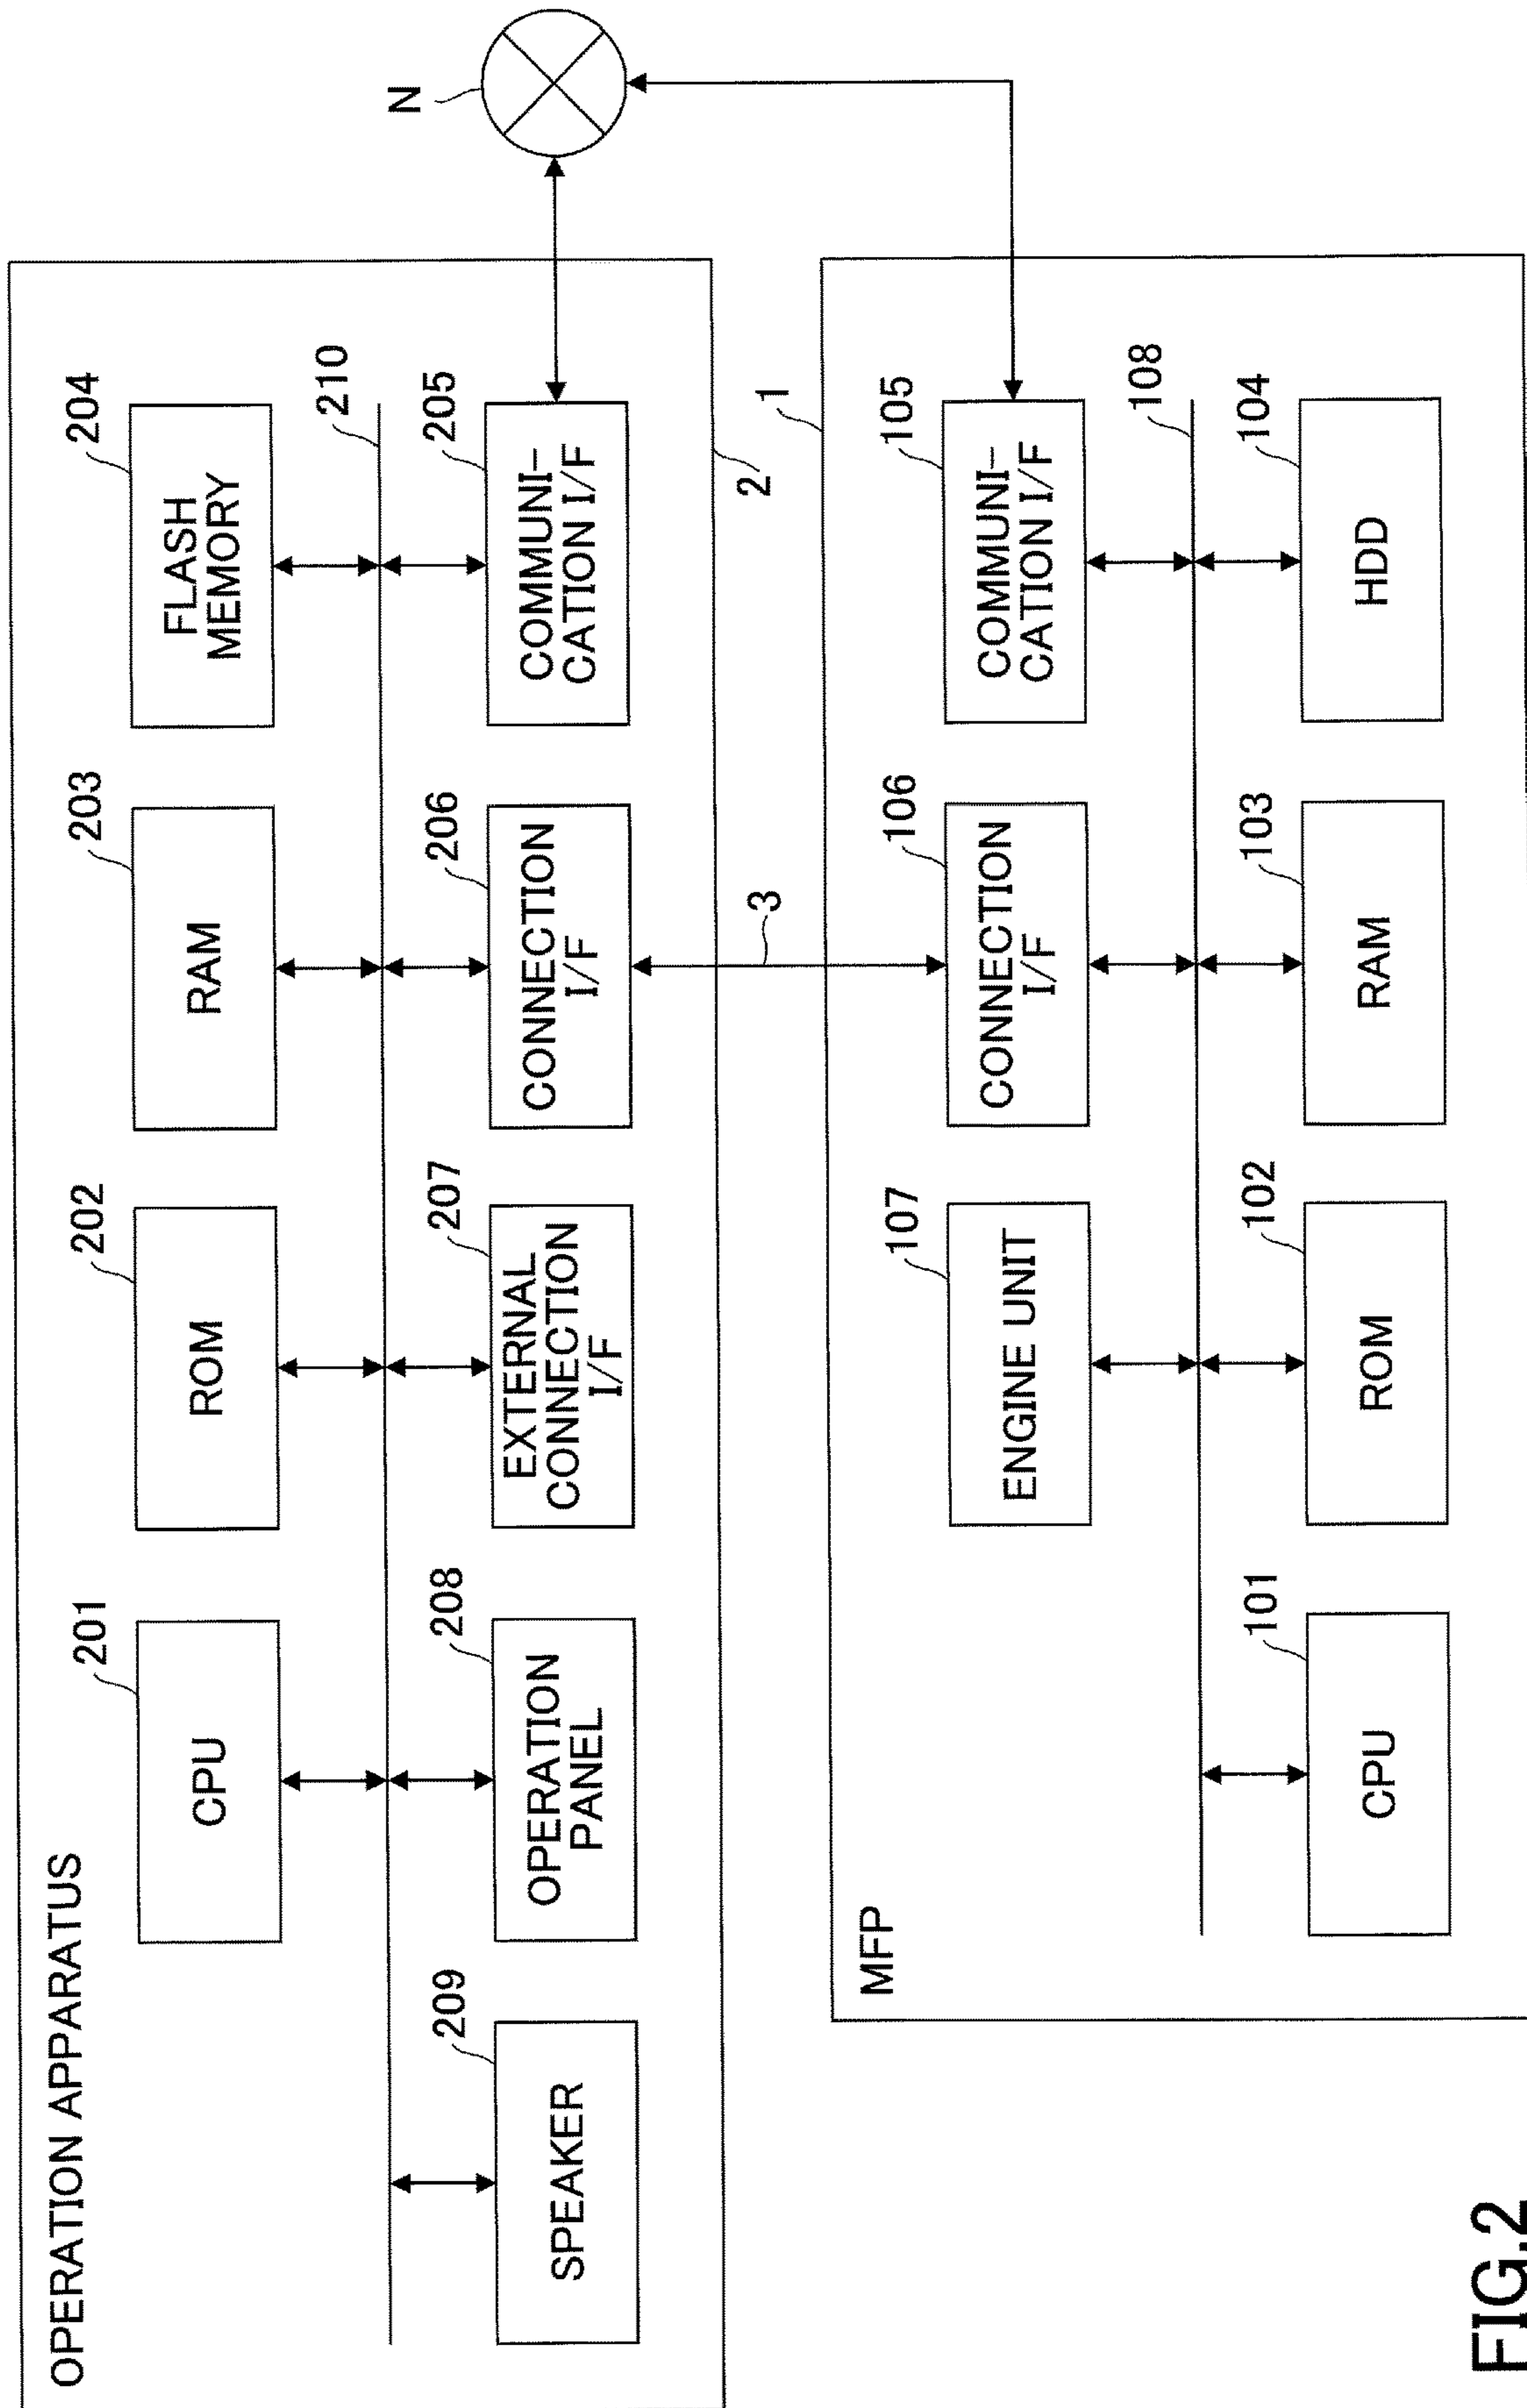 FIG.2
OPERATION APPARATUS
201
CPU
202
ROM
203
RAM
204
FLASH
MEMORY
210
209
SPEAKER
208
OPERATION
PANEL
207
EXTERNAL
CONNECTION
I/F
206
CONNECTION
I/F
205
COMMUNI-
CATION I/F
N
2
3
1
MFP
107
ENGINE UNIT
106
CONNECTION
I/F
105
COMMUNI-
CATION I/F
108
101
CPU
102
ROM
103
RAM
104
HDD